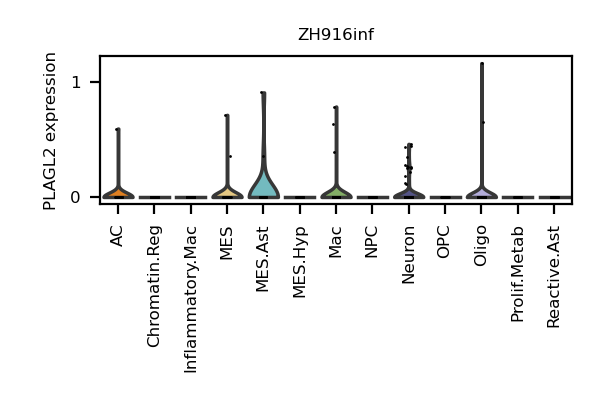 ZH916inf
PLAGL2 expression
1
0
AC
Chromatin.Reg
Inflammatory.Mac
MES
MES.Ast
MES.Hyp
Mac
NPC
Neuron
OPC
Oligo
Prolif.Metab
Reactive.Ast